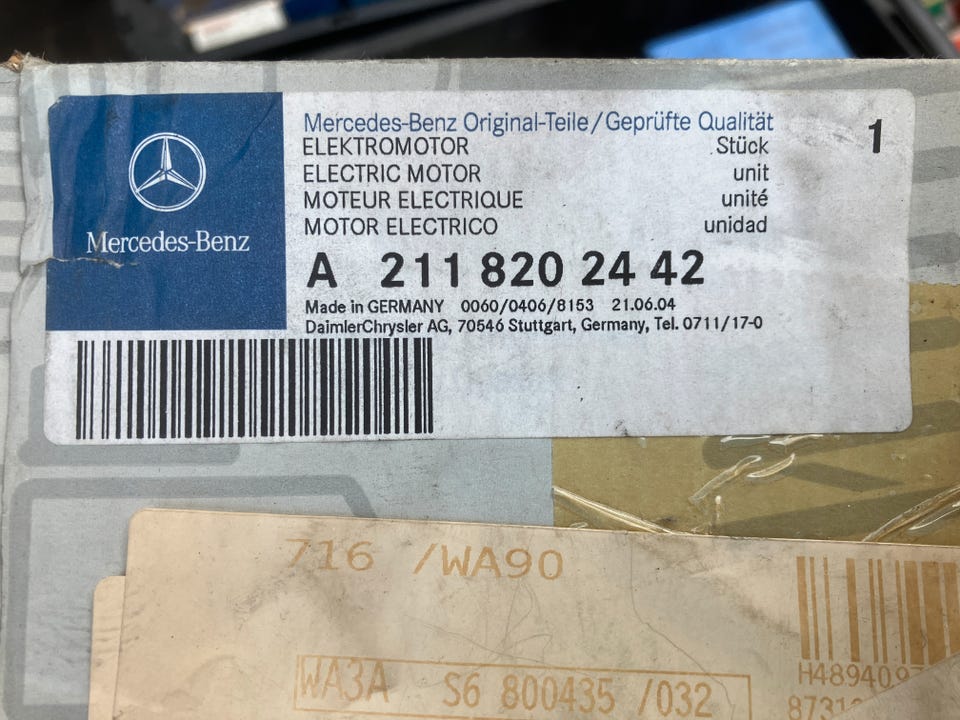 Mercedes-Benz
Mercedes-Benz Original-Teile/Geprüfte Qualität
1
ELEKTROMOTOR Stück
ELECTRIC MOTOR unit
MOTEUR ELECTRIQUE unité
MOTOR ELECTRICO unidad
A 211 820 24 42
Made in GERMANY 0060/0406/8153 21.06.04
DaimlerChrysler AG, 70546 Stuttgart, Germany, Tel. 0711/17-0
716 /WA90
WA3A S6 800435 /032